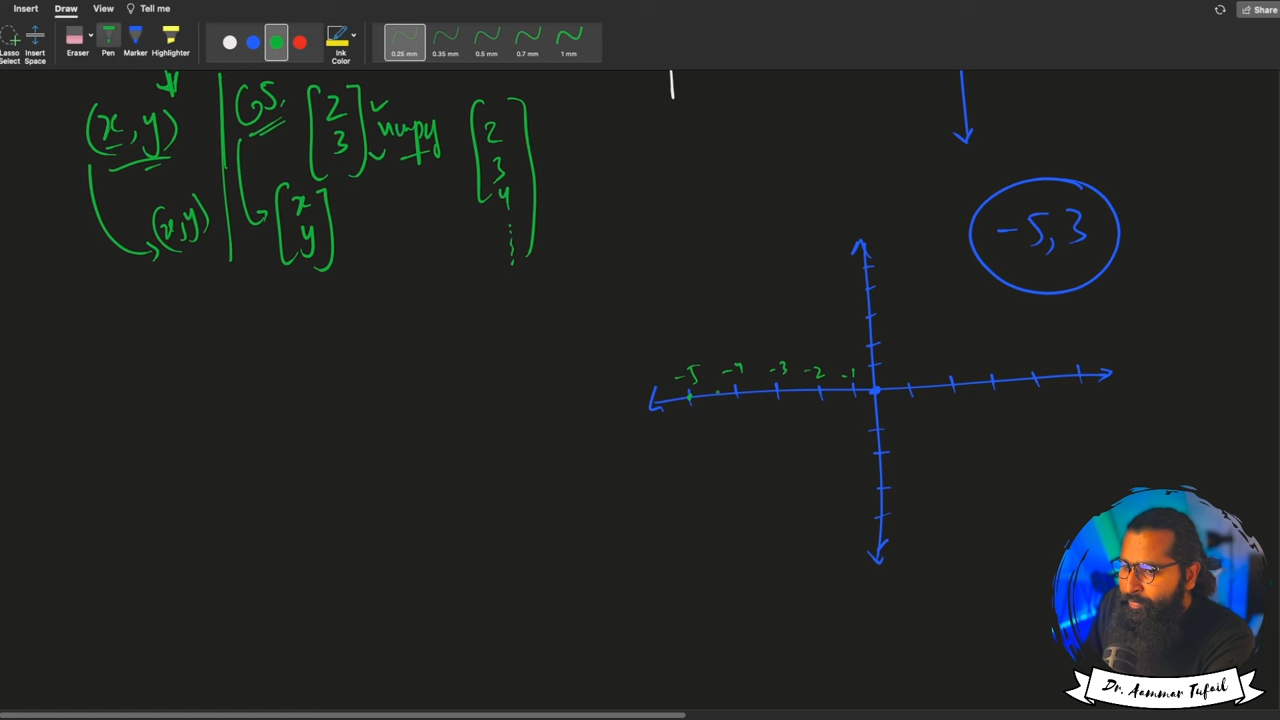 Insert Draw View Tell me
Share
Lasso Select
Insert Space
Eraser
Pen
Marker
Highlighter
Ink Color
0.25 mm
0.35 mm
0.5 mm
0.7 mm
1 mm
(x, y)
(x, y)
CS.
2
3
numpy
2
3
4
x
y
-5, 3
-5 -4 -3 -2 -1
Dr. Aammar Tufail